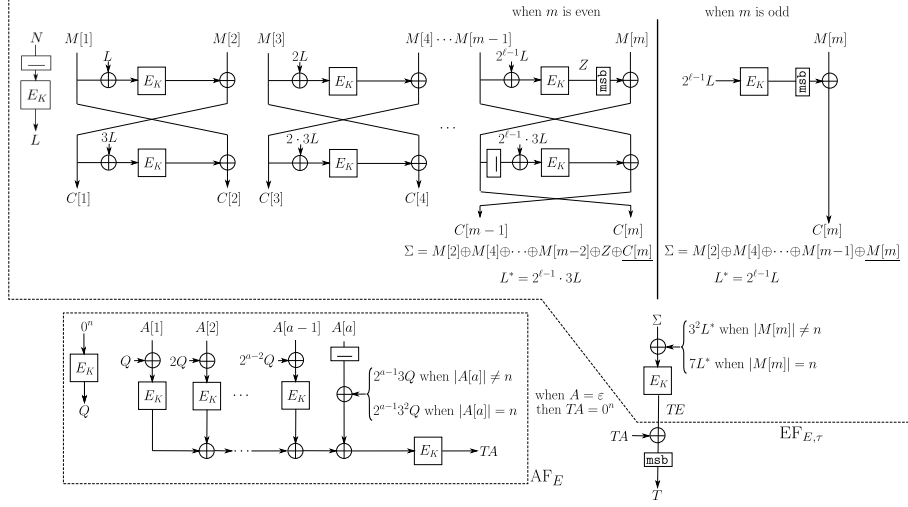 when m is even
when m is odd
N M[1] M[2] M[3] M[4] ··· M[m−1] M[m] M[m]
L 2L 2^{ℓ−1}L Z
E_K E_K E_K E_K msb 2^{ℓ−1}L E_K msb
L
···
3L 2·3L 2^{ℓ−1}·3L
E_K E_K E_K
C[1] C[2] C[3] C[4]
C[m−1] C[m] C[m]
Σ = M[2]⊕M[4]⊕···⊕M[m−2]⊕Z⊕C[m] Σ = M[2]⊕M[4]⊕···⊕M[m−1]⊕M[m]
L* = 2^{ℓ−1}·3L L* = 2^{ℓ−1}L
0^n A[1] A[2] A[a−1] A[a] Σ
3²L* when |M[m]| ≠ n
7L* when |M[m]| = n
Q 2Q 2^{a−2}Q
E_K
2^{a−1}3Q when |A[a]| ≠ n
2^{a−1}3²Q when |A[a]| = n
E_K E_K E_K ··· E_K
Q
when A = ε
then TA = 0^n
TE
TA
EF_{E,τ}
··· E_K TA
msb
AF_E
T